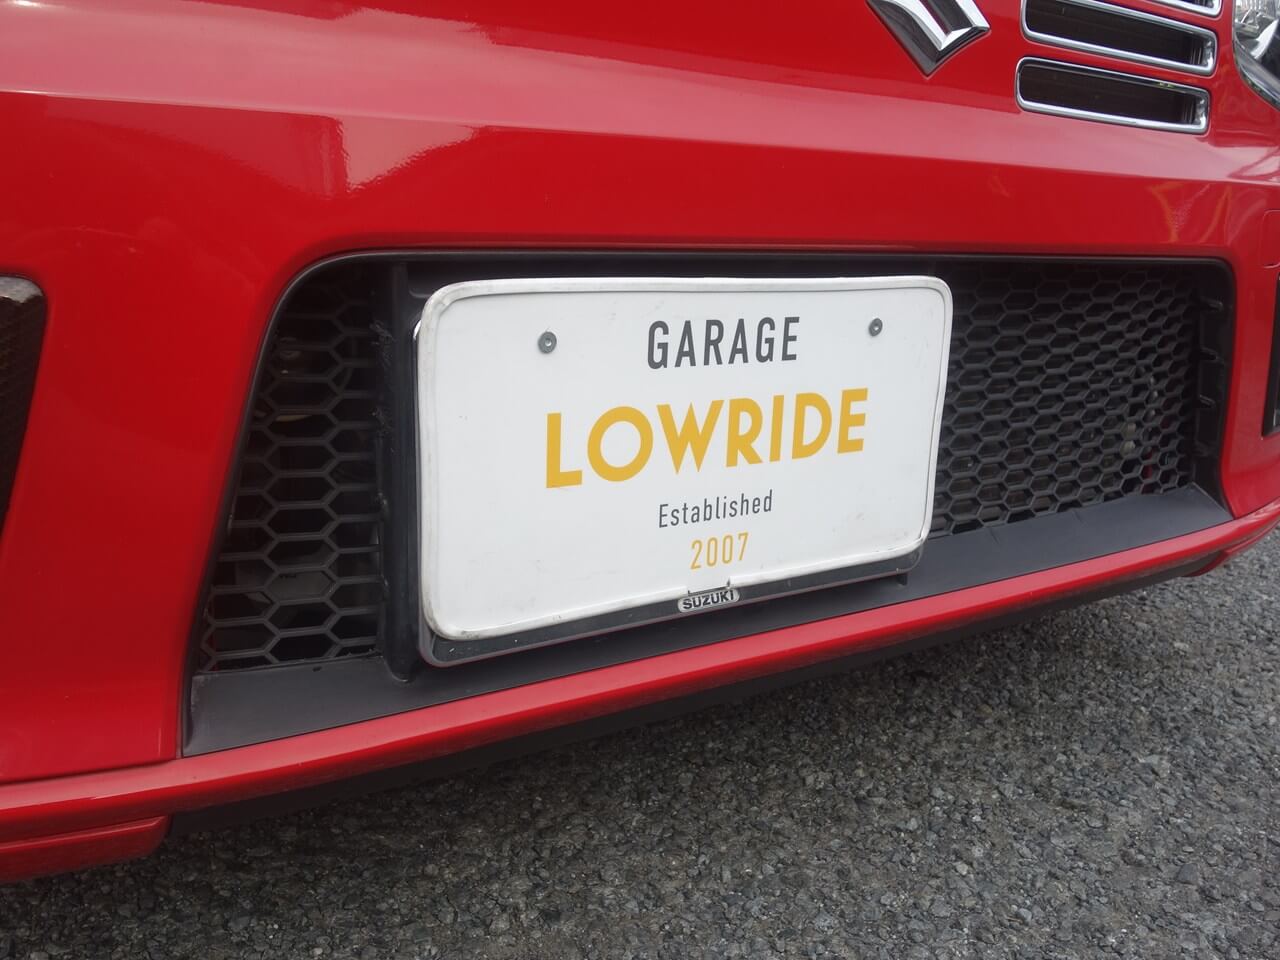 GARAGE
LOWRIDE
Established
2007
SUZUKI